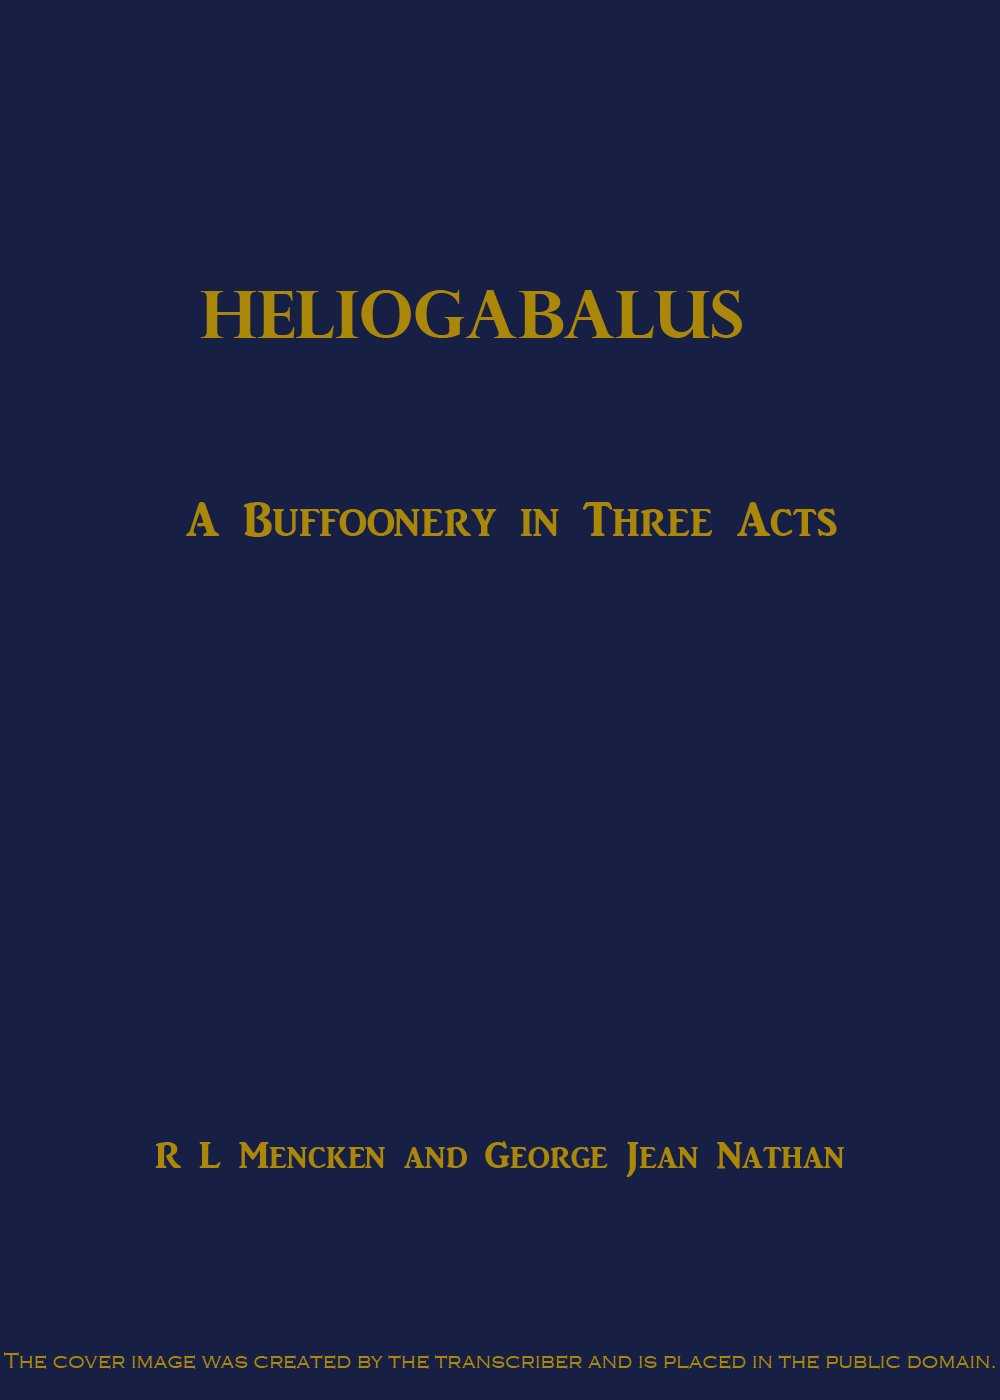 HELIOGABALUS
A Buffoonery in Three Acts
R L Mencken and George Jean Nathan
The cover image was created by the transcriber and is placed in the public domain.